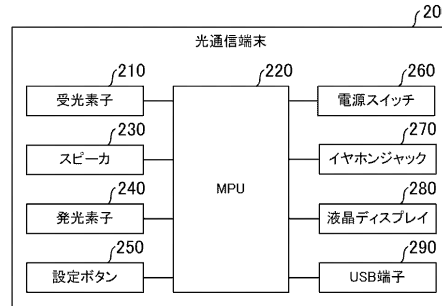 20
光通信端末
210
220
260
受光素子
電源スイッチ
230
270
スピーカ
イヤホンジャック
240
MPU
280
発光素子
液晶ディスプレイ
250
290
設定ボタン
USB端子